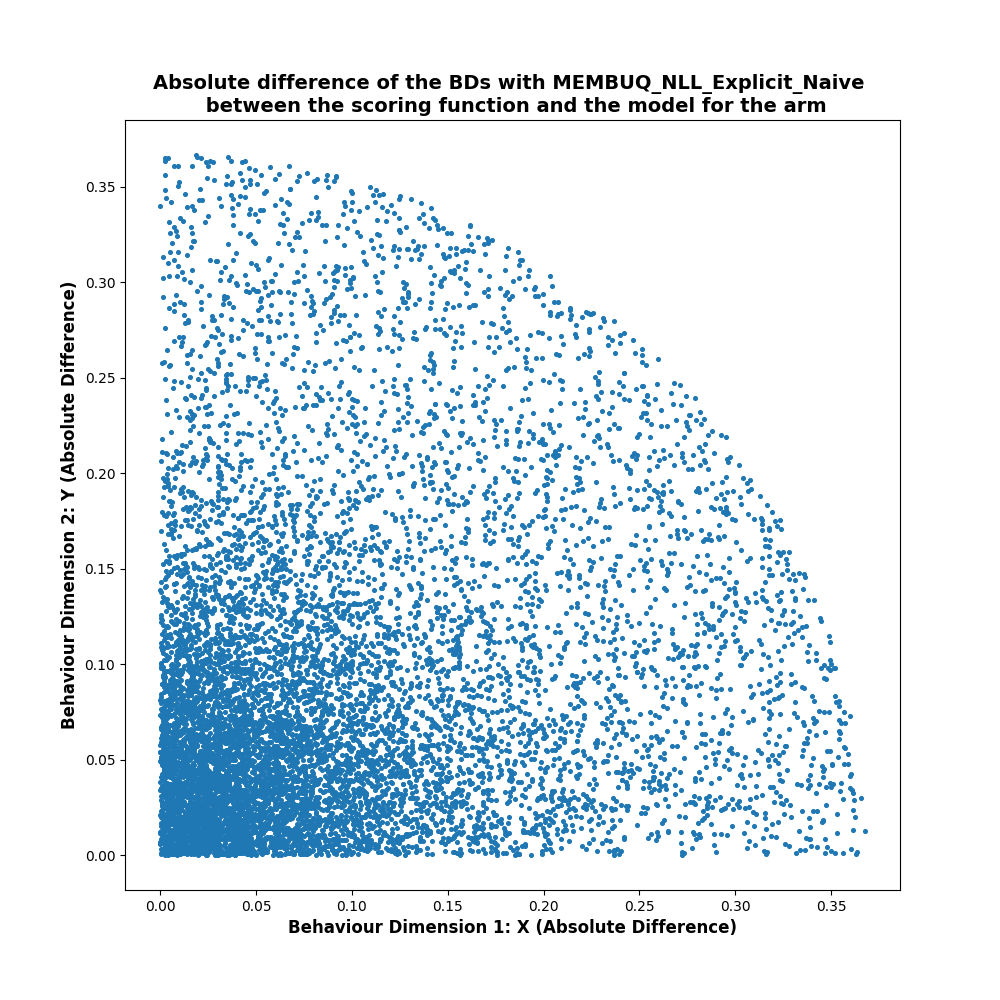 Absolute difference of the BDs with MEMBUQ_NLL_Explicit_Naive
between the scoring function and the model for the arm
Behaviour Dimension 2: Y (Absolute Difference)
0.35
0.30
0.25
0.20
0.15
0.10
0.05
0.00
0.00 0.05 0.10 0.15 0.20 0.25 0.30 0.35
Behaviour Dimension 1: X (Absolute Difference)